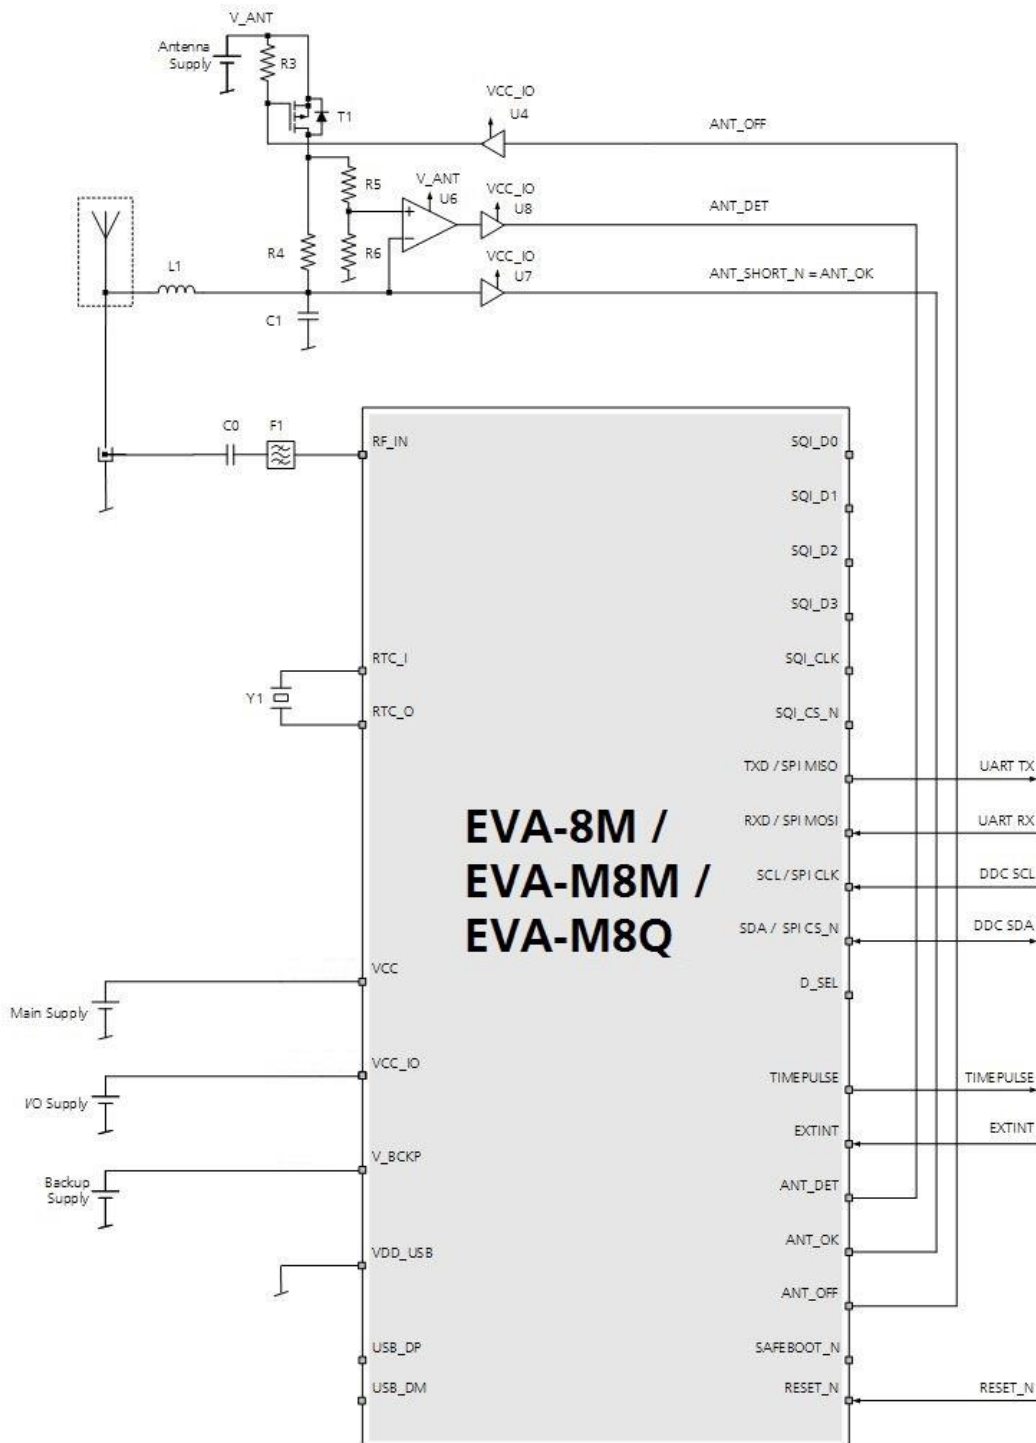 V_ANT
Antenna
Supply
R3
T1
VCC_IO
U4
ANT_OFF
R5
V_ANT
U6
VCC_IO
U8
ANT_DET
R4
R6
VCC_IO
U7
ANT_SHORT_N = ANT_OK
L1
C1
C0
F1
RF_IN
SQI_D0
SQI_D1
SQI_D2
SQI_D3
RTC_I
SQI_CLK
Y1
RTC_O
SQI_CS_N
TXD / SPI MISO
UART TX
EVA-8M /
EVA-M8M /
EVA-M8Q
RXD / SPI MOSI
UART RX
SCL / SPI CLK
DDC SCL
SDA / SPI CS_N
DDC SDA
VCC
D_SEL
Main Supply
VCC_IO
TIMEPULSE
TIMEPULSE
I/O Supply
EXTINT
EXTINT
V_BCKP
Backup
Supply
ANT_DET
VDD_USB
ANT_OK
ANT_OFF
USB_DP
SAFEBOOT_N
USB_DM
RESET_N
RESET_N